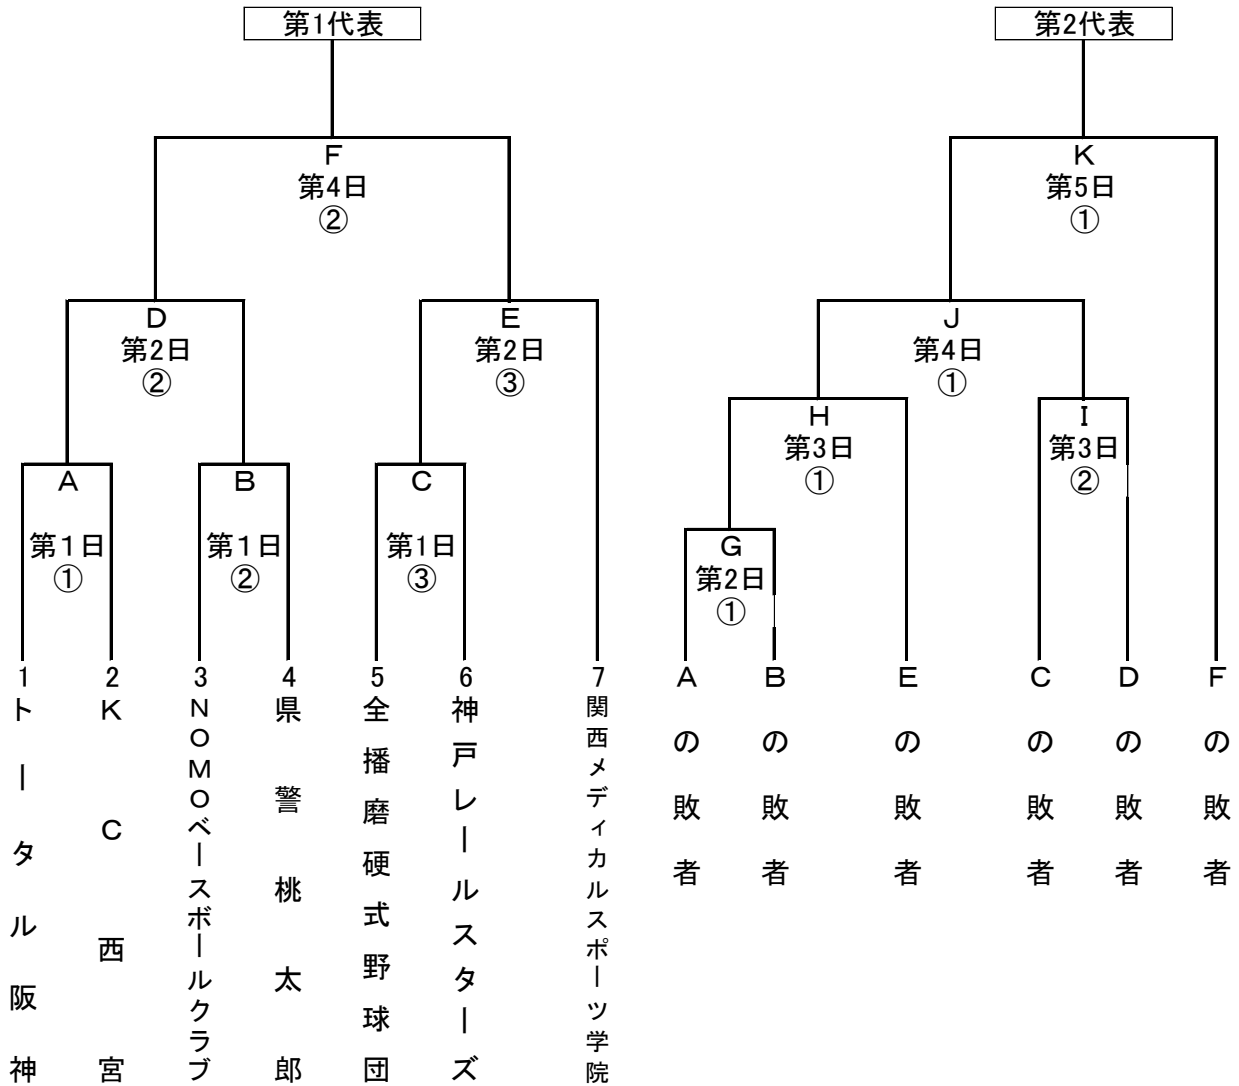 第1代表
第2代表
F
第4日
②
K
第5日
①
D
第2日
②
E
第2日
③
J
第4日
①
H
第3日
①
I
第3日
②
A
第１日
①
B
第１日
②
C
第1日
③
G
第2日
①
1
トータル阪神
2
KC西宮
3
NOMOベースボールクラブ
4
県警桃太郎
5
全播磨硬式野球団
6
神戸レールスターズ
7
関西メディカルスポーツ学院
Aの敗者
Bの敗者
Eの敗者
Cの敗者
Dの敗者
Fの敗者